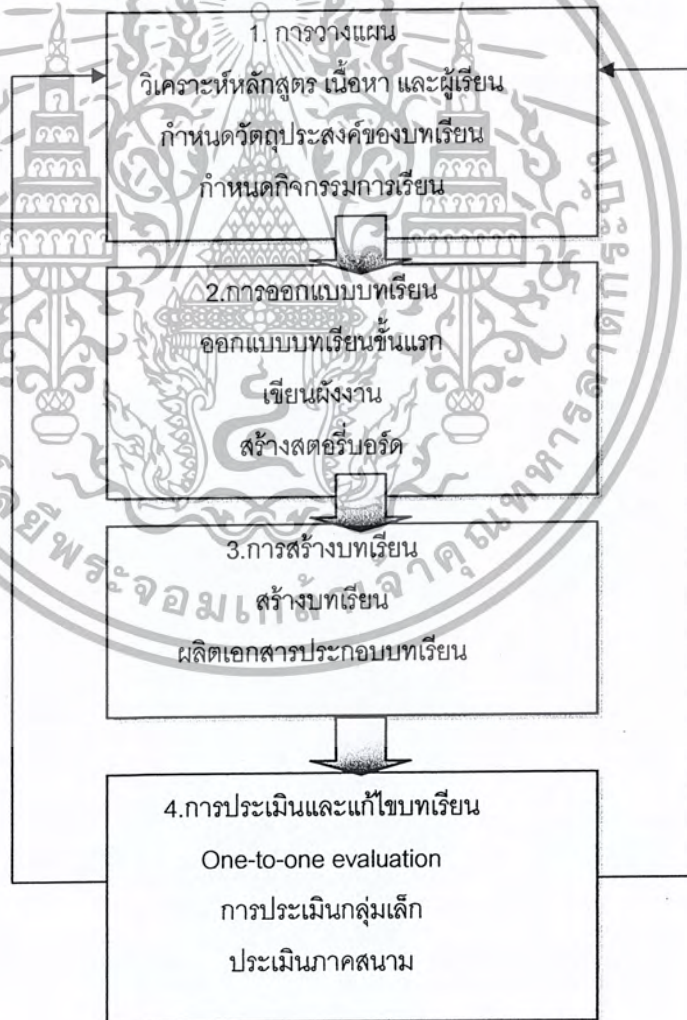 1. การวางแผน
วิเคราะห์หลักสูตร เนื้อหา และผู้เรียน
กำหนดวัตถุประสงค์ของบทเรียน
กำหนดกิจกรรมการเรียน
2.การออกแบบบทเรียน
ออกแบบบทเรียนขั้นแรก
เขียนผังงาน
สร้างสตอรี่บอร์ด
3.การสร้างบทเรียน
สร้างบทเรียน
ผลิตเอกสารประกอบบทเรียน
4.การประเมินและแก้ไขบทเรียน
One-to-one evaluation
การประเมินกลุ่มเล็ก
ประเมินภาคสนาม